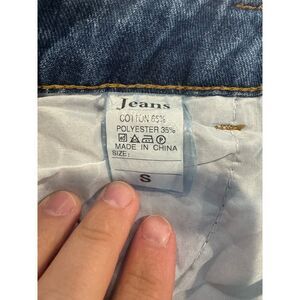 Jeans
COTTON 65%
POLYESTER 35%
MADE IN CHINA
SIZE:
S